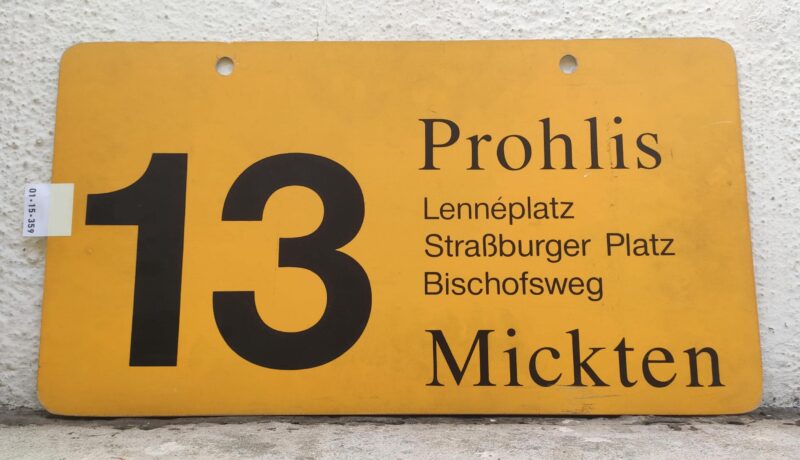 01-15-359
13
Prohlis
Lennéplatz
Straßburger Platz
Bischofsweg
Mickten